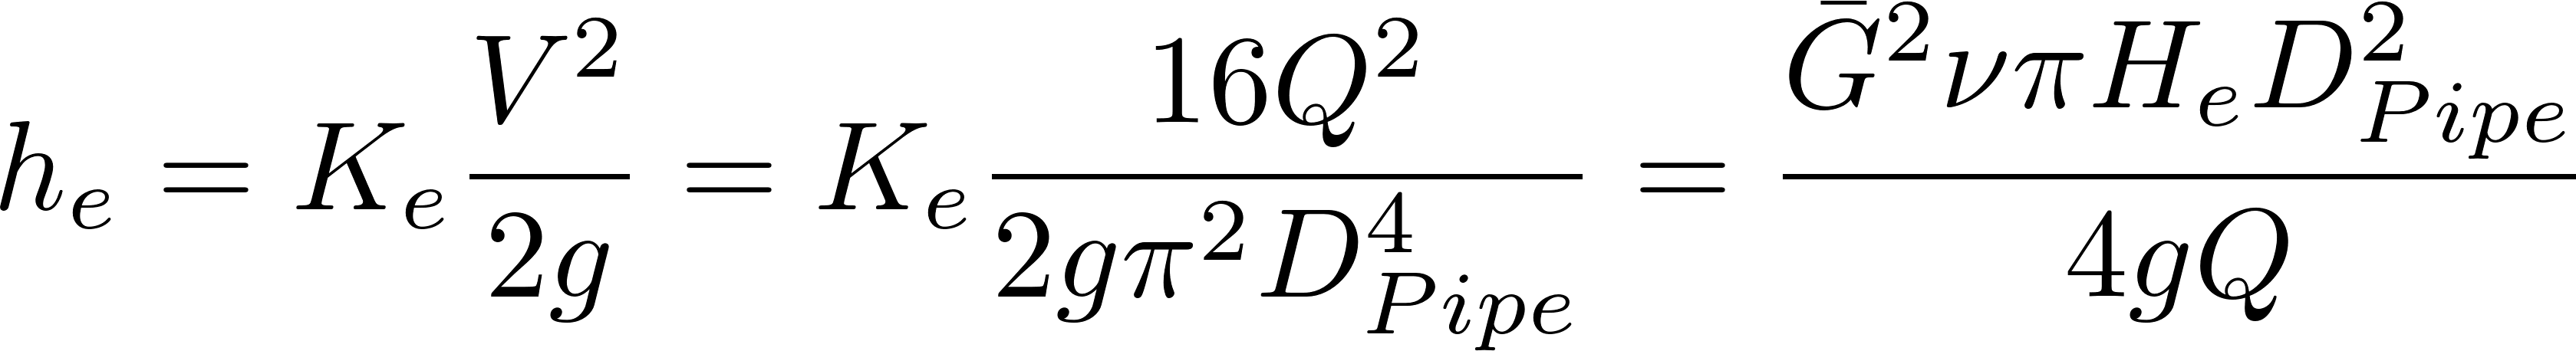 $h_e = K_e \frac{V^2}{2g} = K_e \frac{16Q^2}{2g\pi^2 D_{Pipe}^4} = \frac{\bar{G}^2 \nu \pi H_e D_{Pipe}^2}{4gQ}$